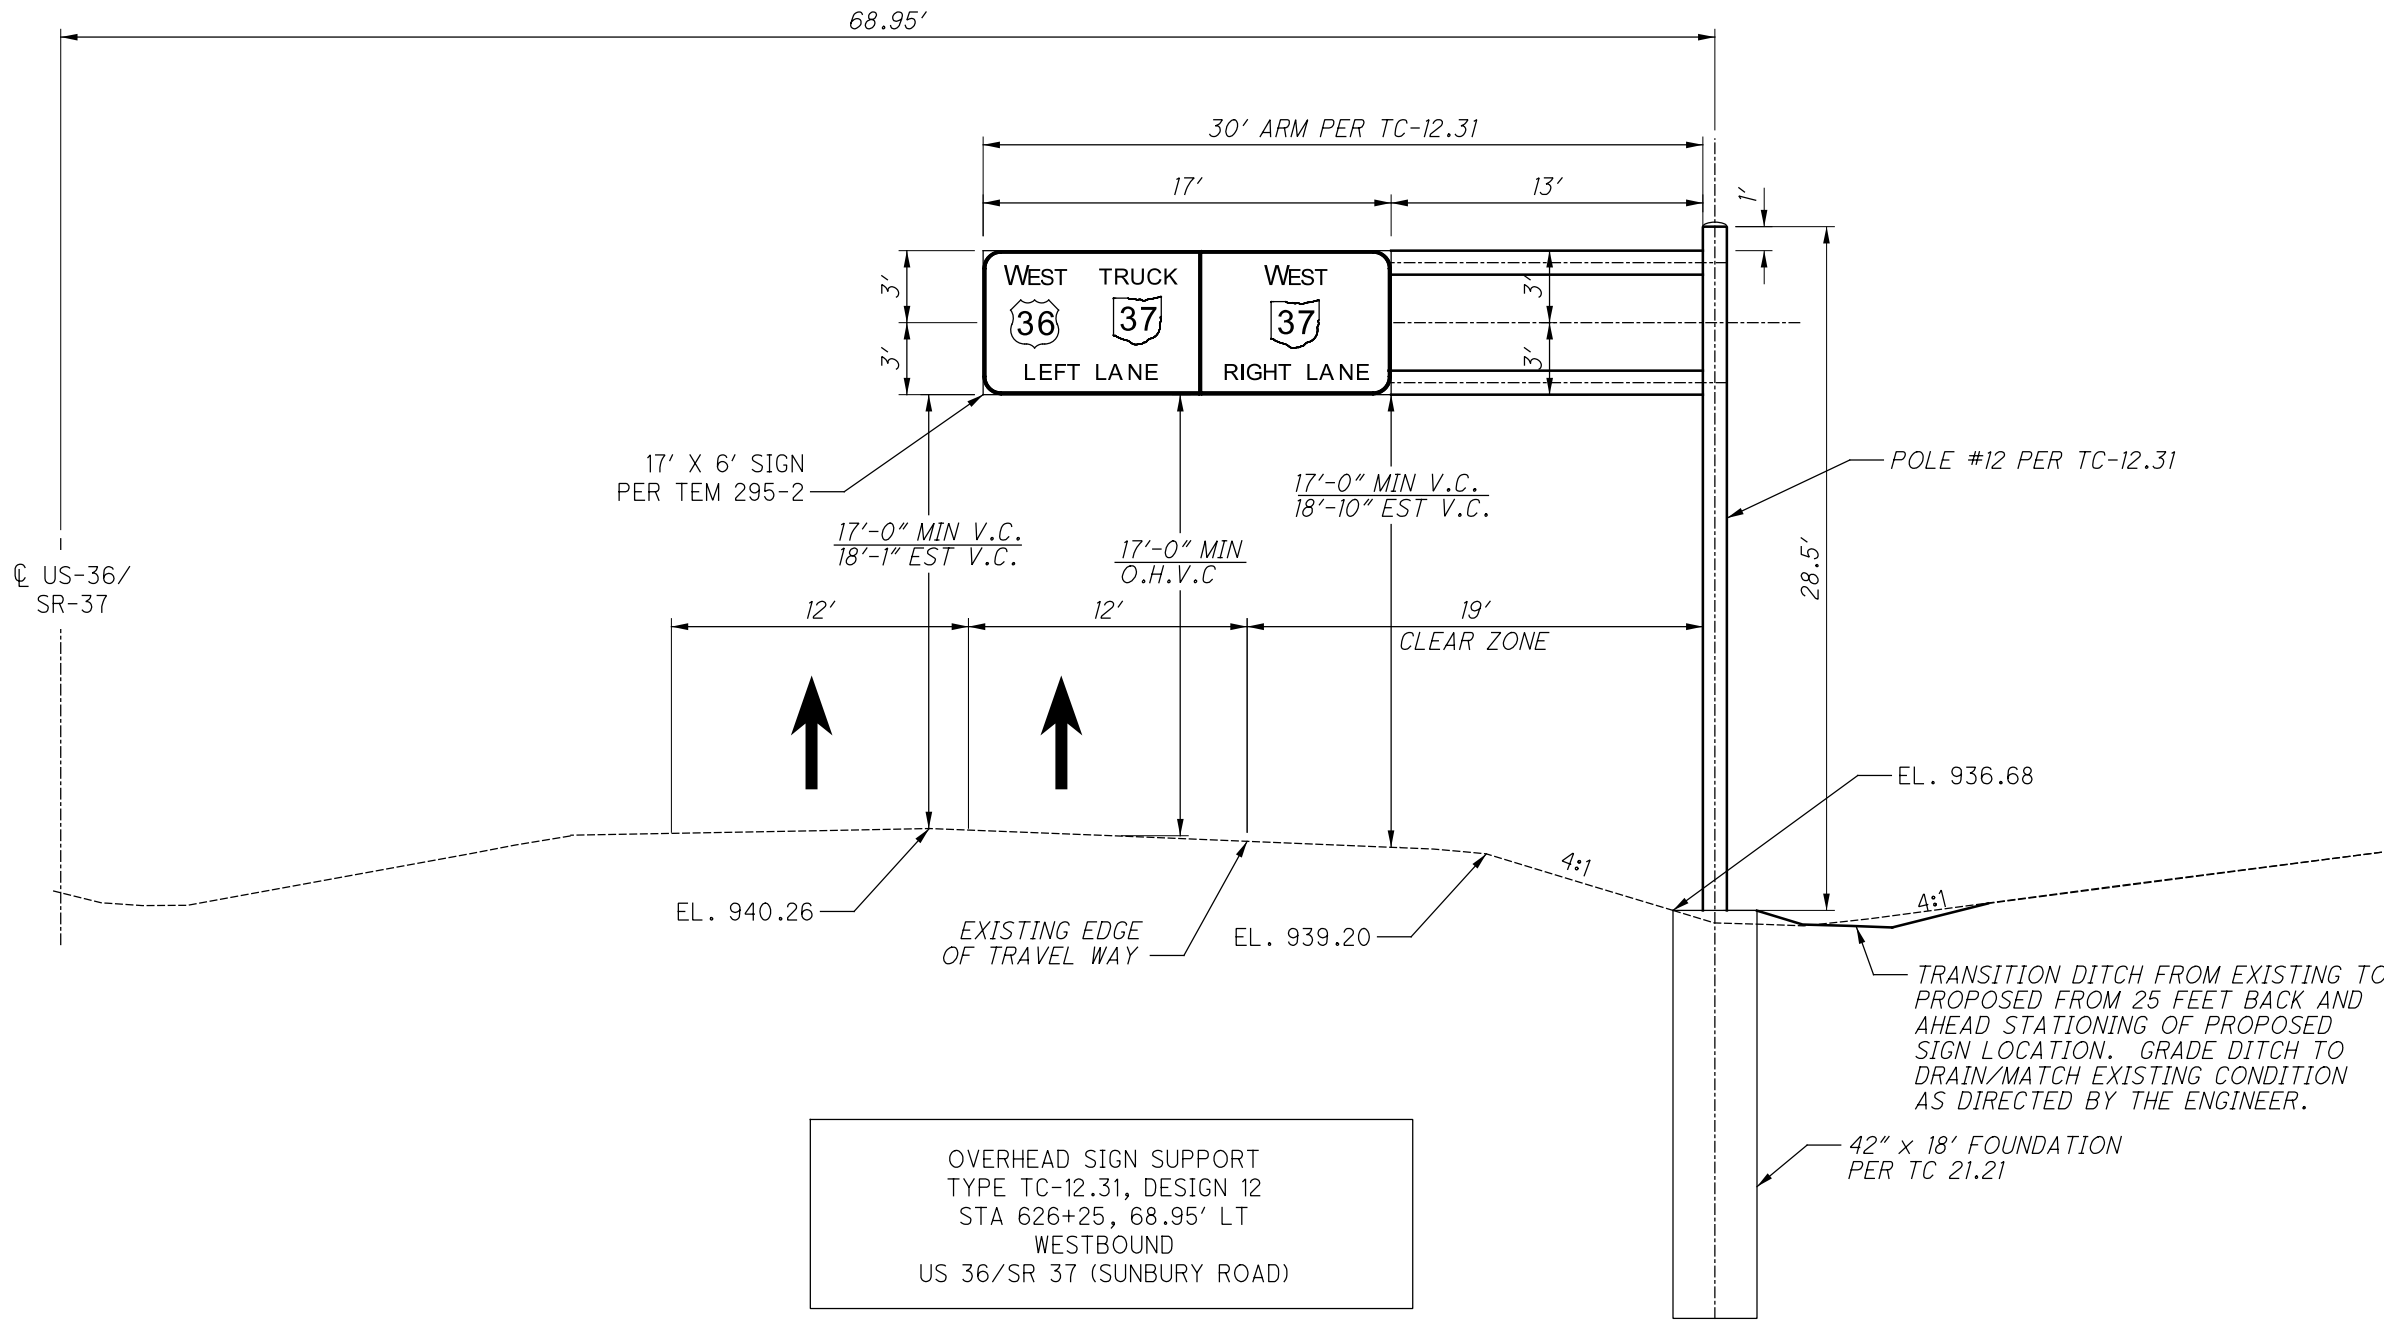 68.95'
30' ARM PER TC-12.31
17'
13'
1'
WEST TRUCK
36 37
LEFT LANE
WEST
37
RIGHT LANE
3'
3'
3'
3'
17' X 6' SIGN
PER TEM 295-2
17'-0" MIN V.C.
18'-1" EST V.C.
17'-0" MIN
O.H.V.C
17'-0" MIN V.C.
18'-10" EST V.C.
POLE #12 PER TC-12.31
28.5'
℄ US-36/
SR-37
12'
12'
19'
CLEAR ZONE
EL. 936.68
4:1
4:1
EL. 940.26
EXISTING EDGE
OF TRAVEL WAY
EL. 939.20
TRANSITION DITCH FROM EXISTING TO
PROPOSED FROM 25 FEET BACK AND
AHEAD STATIONING OF PROPOSED
SIGN LOCATION. GRADE DITCH TO
DRAIN/MATCH EXISTING CONDITION
AS DIRECTED BY THE ENGINEER.
42" x 18' FOUNDATION
PER TC 21.21
OVERHEAD SIGN SUPPORT
TYPE TC-12.31, DESIGN 12
STA 626+25, 68.95' LT
WESTBOUND
US 36/SR 37 (SUNBURY ROAD)